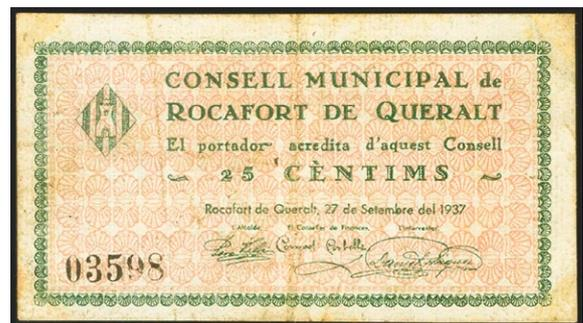 CONSELL MUNICIPAL de
ROCAFORT DE QUERALT
El portador acredita d'aquest Consell
25 CÈNTIMS
Rocafort de Queralt, 27 de Setembre del 1937
L'Alcalde, El Conseller de Finances, L'Interventor,
03598